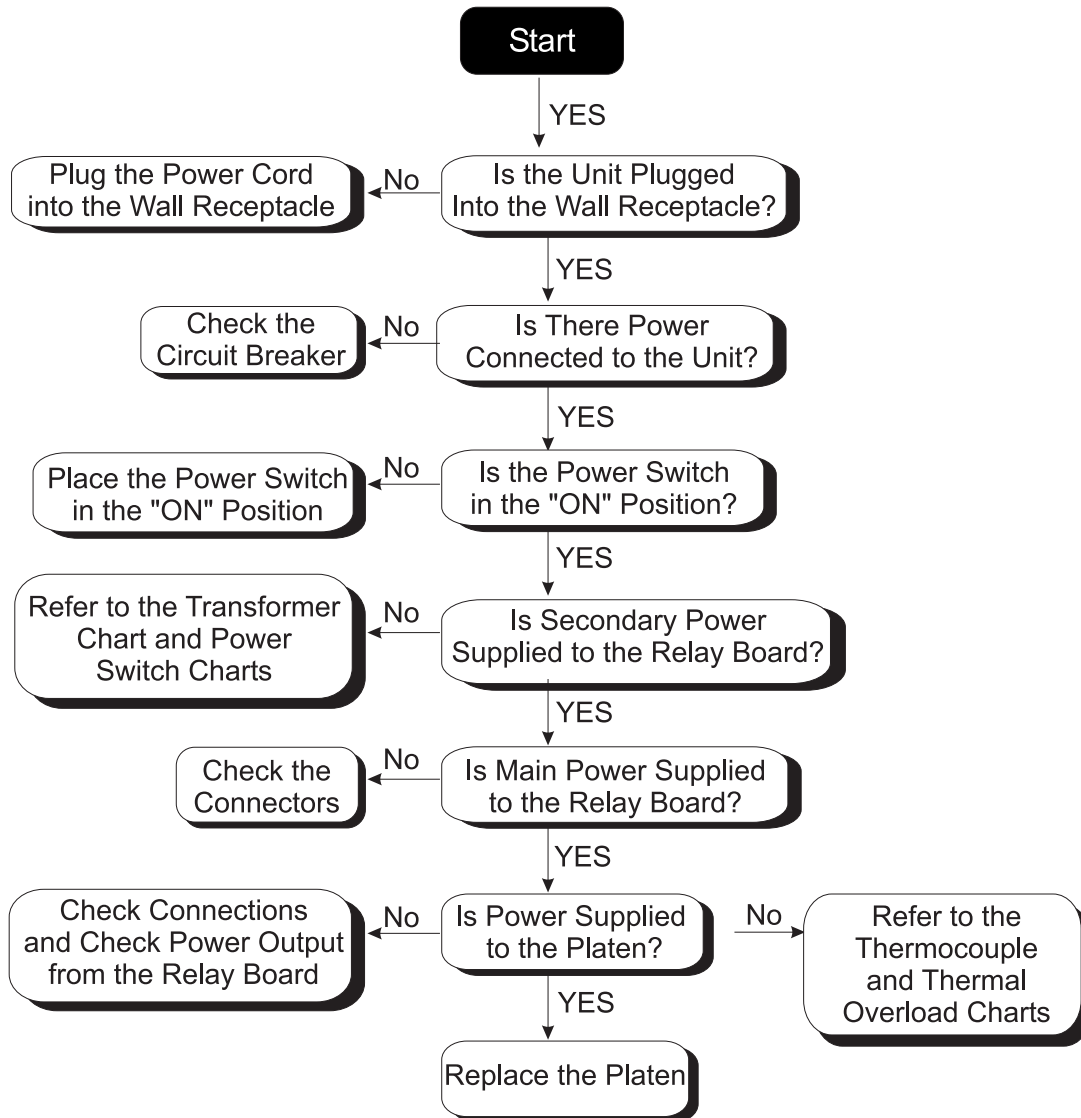 Start
YES
Plug the Power Cord
into the Wall Receptacle
No
Is the Unit Plugged
Into the Wall Receptacle?
YES
Check the
Circuit Breaker
No
Is There Power
Connected to the Unit?
YES
Place the Power Switch
in the "ON" Position
No
Is the Power Switch
in the "ON" Position?
YES
Refer to the Transformer
Chart and Power
Switch Charts
No
Is Secondary Power
Supplied to the Relay Board?
YES
Check the
Connectors
No
Is Main Power Supplied
to the Relay Board?
YES
Check Connections
and Check Power Output
from the Relay Board
No
Is Power Supplied
to the Platen?
No
Refer to the
Thermocouple
and Thermal
Overload Charts
YES
Replace the Platen